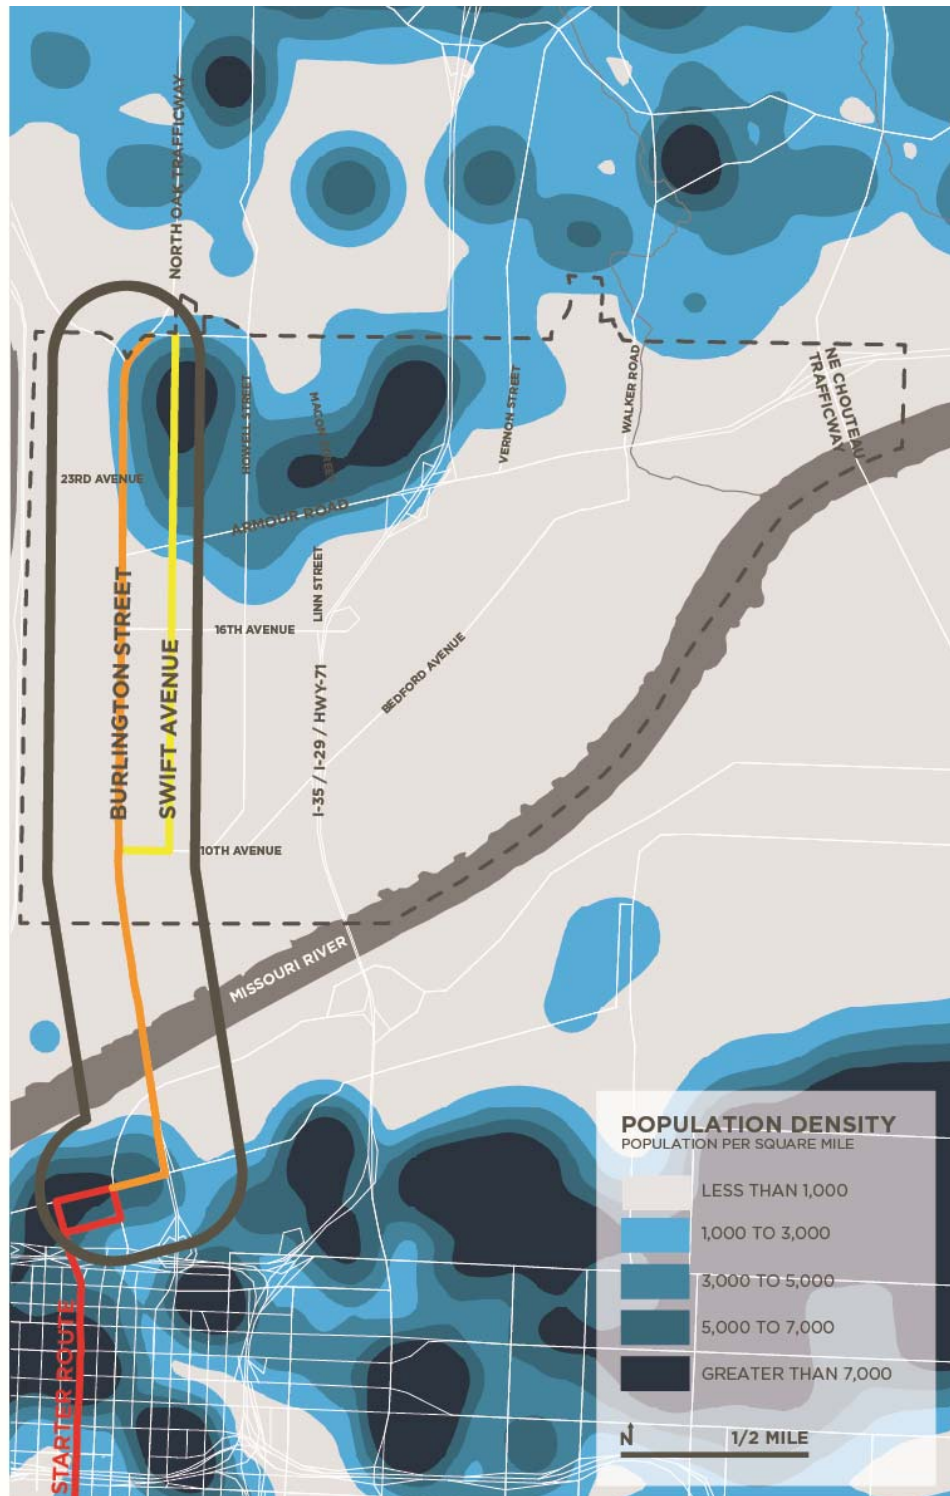 NORTH OAK TRAFFICWAY
HOWELL STREET
MACON STREET
VERNON STREET
WALKER ROAD
NE CHOUTEAU
TRAFFICWAY
23RD AVENUE
ARMOUR ROAD
BURLINGTON STREET
SWIFT AVENUE
LINN STREET
16TH AVENUE
BEDFORD AVENUE
I-35 / I-29 / HWY-71
10TH AVENUE
MISSOURI RIVER
STARTER ROUTE
POPULATION DENSITY
POPULATION PER SQUARE MILE
LESS THAN 1,000
1,000 TO 3,000
3,000 TO 5,000
5,000 TO 7,000
GREATER THAN 7,000
N
1/2 MILE